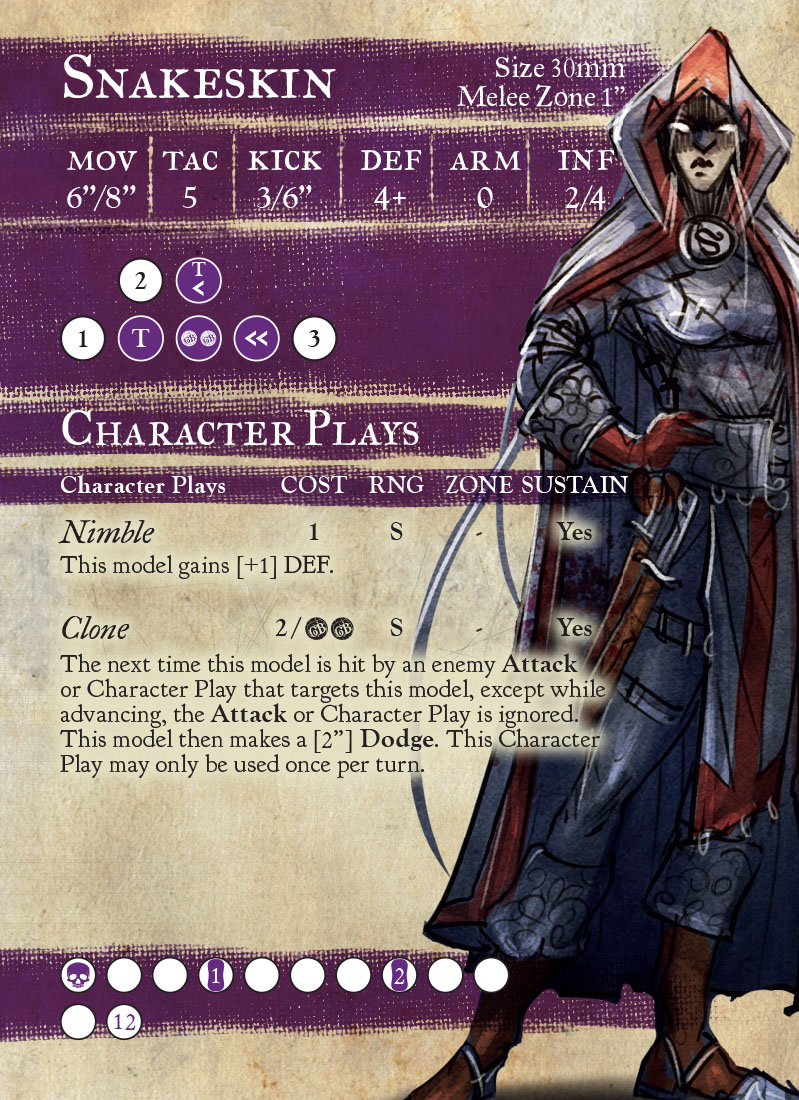 Snakeskin
Size 30mm
Melee Zone 1”
MOV TAC KICK DEF ARM INF
6”/8” 5 3/6” 4+ 0 2/4
2 T <
1 T GB GB << 3
Character Plays
Character Plays COST RNG ZONE SUSTAIN
Nimble 1 S - Yes
This model gains [+1] DEF.
Clone 2/GB GB S - Yes
The next time this model is hit by an enemy Attack
or Character Play that targets this model, except while
advancing, the Attack or Character Play is ignored.
This model then makes a [2”] Dodge. This Character
Play may only be used once per turn.
1 2
12
S